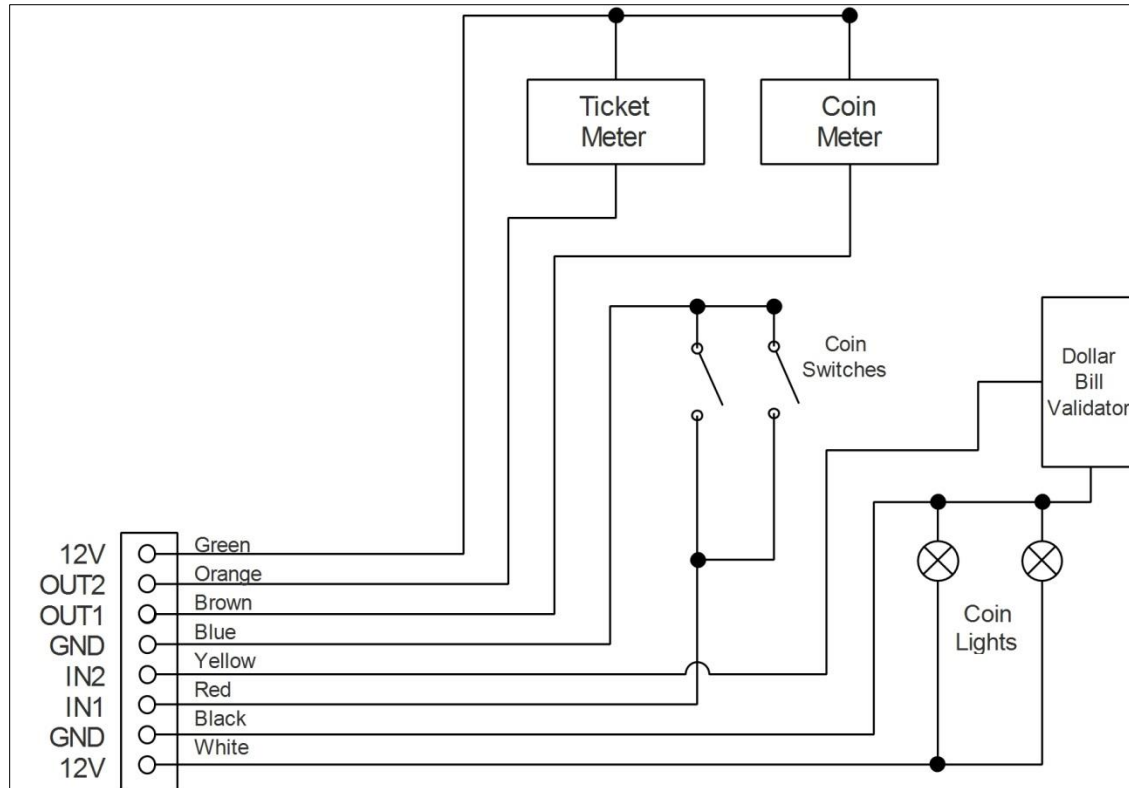 Ticket
Meter
Coin
Meter
Coin
Switches
Dollar
Bill
Validator
12V
Green
OUT2
Orange
OUT1
Brown
GND
Blue
IN2
Yellow
IN1
Red
GND
Black
12V
White
Coin
Lights